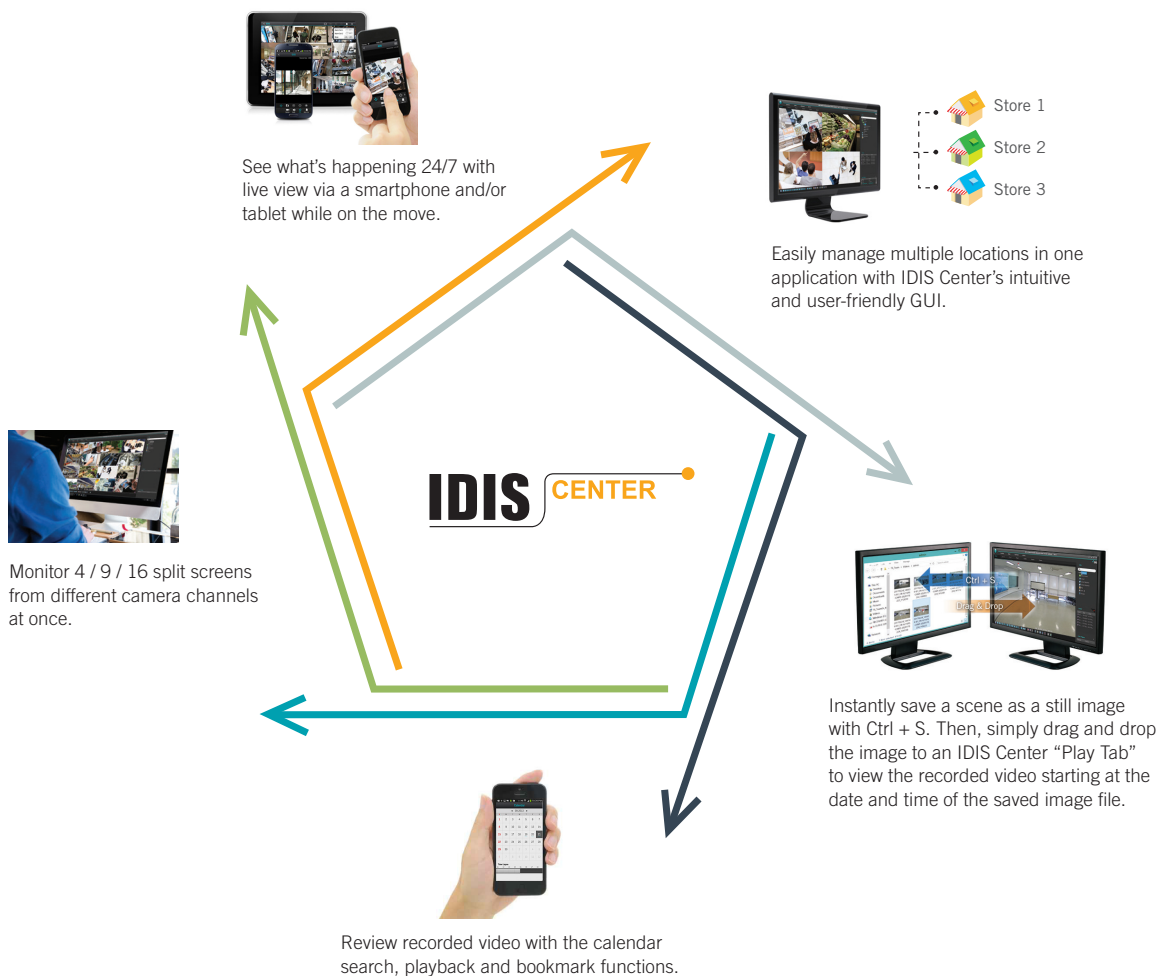 See what's happening 24/7 with
live view via a smartphone and/or
tablet while on the move.
Store 1
Store 2
Store 3
Easily manage multiple locations in one
application with IDIS Center's intuitive
and user-friendly GUI.
IDIS CENTER
Monitor 4 / 9 / 16 split screens
from different camera channels
at once.
Ctrl + S
Drag & Drop
Instantly save a scene as a still image
with Ctrl + S. Then, simply drag and drop
the image to an IDIS Center “Play Tab”
to view the recorded video starting at the
date and time of the saved image file.
Review recorded video with the calendar
search, playback and bookmark functions.